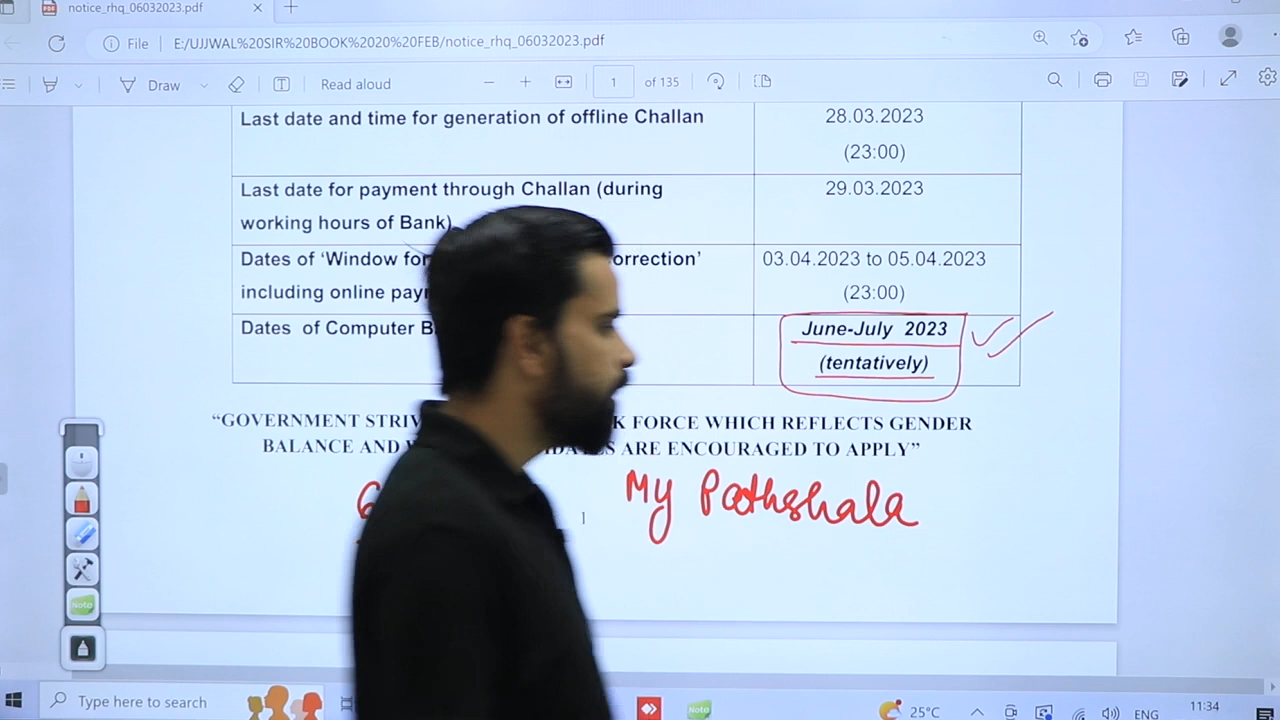 notice_rhq_06032023.pdf
File E:/UJJWAL%20SIR%20BOOK%2020%20FEB/notice_rhq_06032023.pdf
Draw Read aloud 1 of 135
Last date and time for generation of offline Challan 28.03.2023
(23:00)
Last date for payment through Challan (during 29.03.2023
working hours of Bank)
Dates of ‘Window for orrection’ 03.04.2023 to 05.04.2023
including online (23:00)
Dates of Computer June-July 2023
(tentatively)
“GOVERNMENT FORCE WHICH REFLECTS GENDER
BALANCE AND ARE ENCOURAGED TO APPLY”
My Pathshala
1
Note
Type here to search Note 25°C ENG 11:34